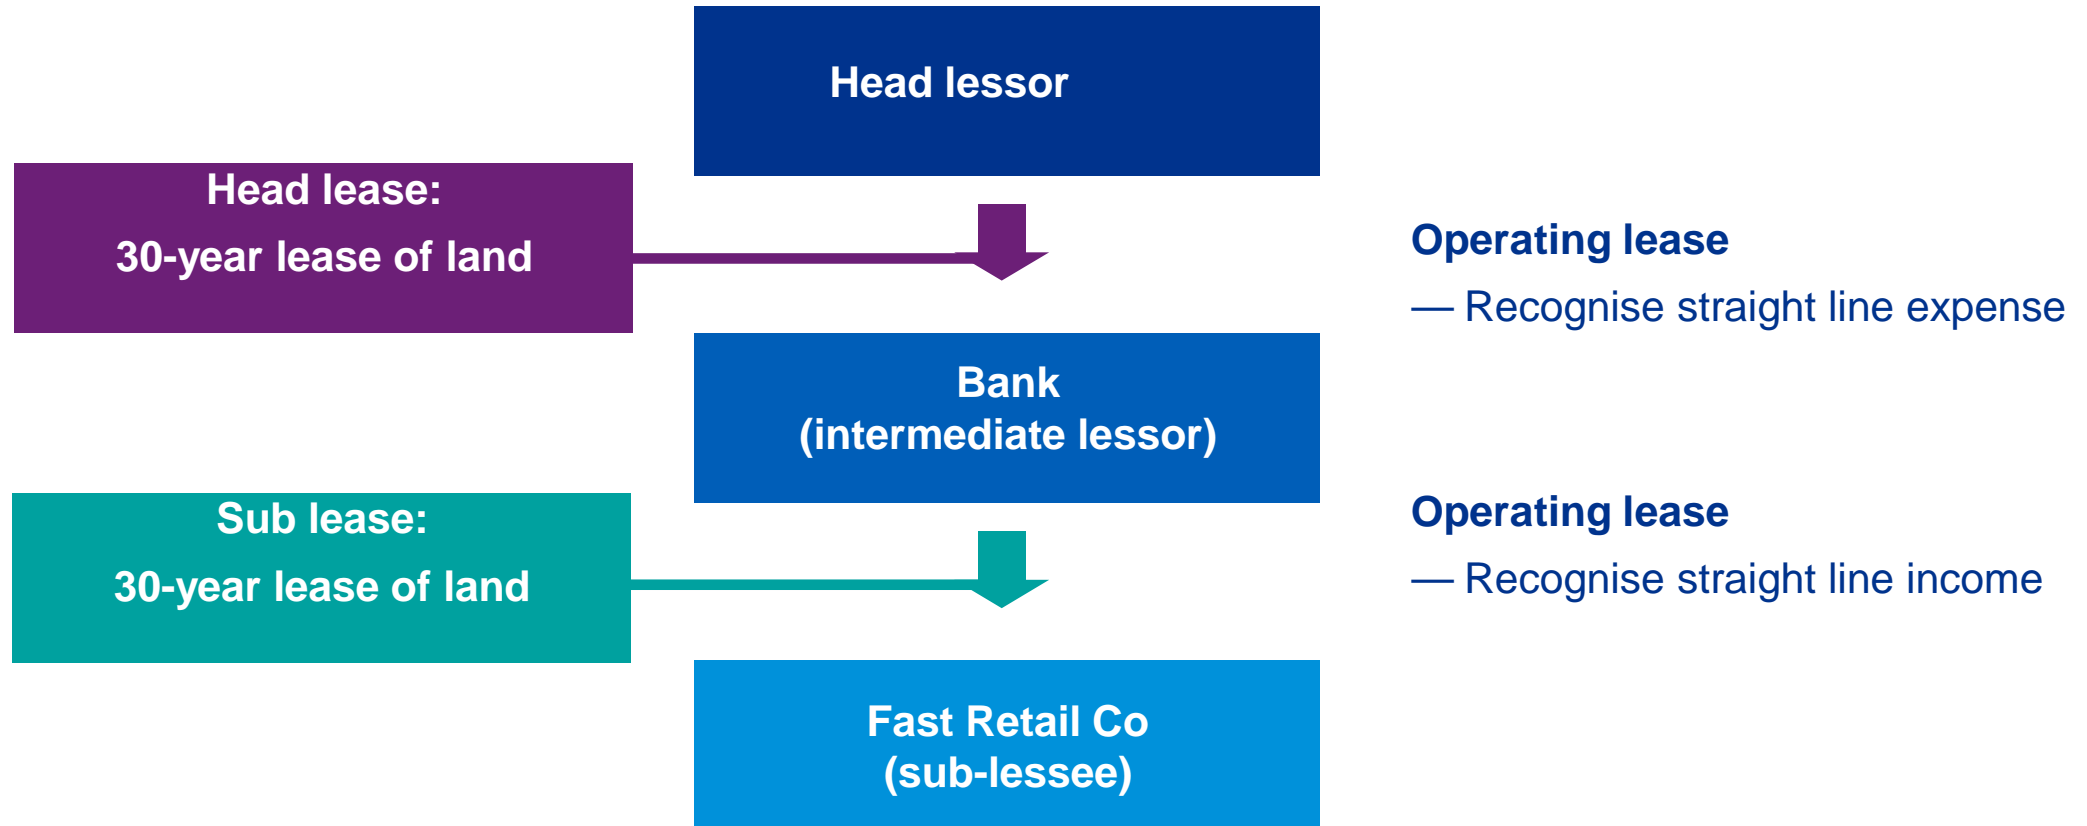 Head lessor
Head lease:
30-year lease of land
Operating lease
— Recognise straight line expense
Bank
(intermediate lessor)
Sub lease:
30-year lease of land
Operating lease
— Recognise straight line income
Fast Retail Co
(sub-lessee)